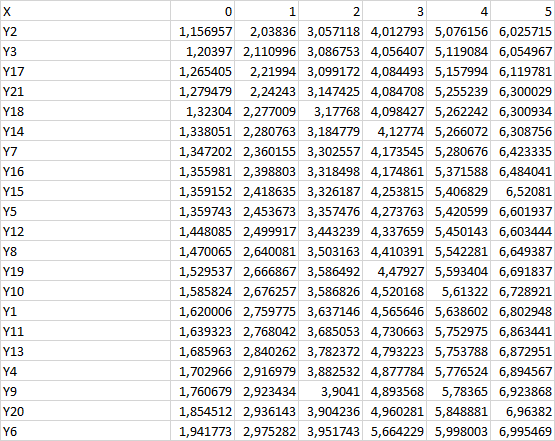 X 0 1 2 3 4 5
Y2 1,156957 2,03836 3,057118 4,012793 5,076156 6,025715
Y3 1,20397 2,110996 3,086753 4,056407 5,119084 6,054967
Y17 1,265405 2,21994 3,099172 4,084493 5,157994 6,119781
Y21 1,279479 2,24243 3,147425 4,084708 5,255239 6,300029
Y18 1,32304 2,277009 3,17768 4,098427 5,262242 6,300934
Y14 1,338051 2,280763 3,184779 4,12774 5,266072 6,308756
Y7 1,347202 2,360155 3,302557 4,173545 5,280676 6,423335
Y16 1,355981 2,398803 3,318498 4,174861 5,371588 6,484041
Y15 1,359152 2,418635 3,326187 4,253815 5,406829 6,52081
Y5 1,359743 2,453673 3,357476 4,273763 5,420599 6,601937
Y12 1,448085 2,499917 3,443239 4,337659 5,450143 6,603444
Y8 1,470065 2,640081 3,503163 4,410391 5,542281 6,649387
Y19 1,529537 2,666867 3,586492 4,47927 5,593404 6,691837
Y10 1,585824 2,676257 3,586826 4,520168 5,61322 6,728921
Y1 1,620006 2,759775 3,637146 4,565646 5,638602 6,802948
Y11 1,639323 2,768042 3,685053 4,730663 5,752975 6,863441
Y13 1,685963 2,840262 3,782372 4,793223 5,753788 6,872951
Y4 1,702966 2,916979 3,882532 4,877784 5,776524 6,894567
Y9 1,760679 2,923434 3,9041 4,893568 5,78365 6,923868
Y20 1,854512 2,936143 3,904236 4,960281 5,848881 6,96382
Y6 1,941773 2,975282 3,951743 5,664229 5,998003 6,995469